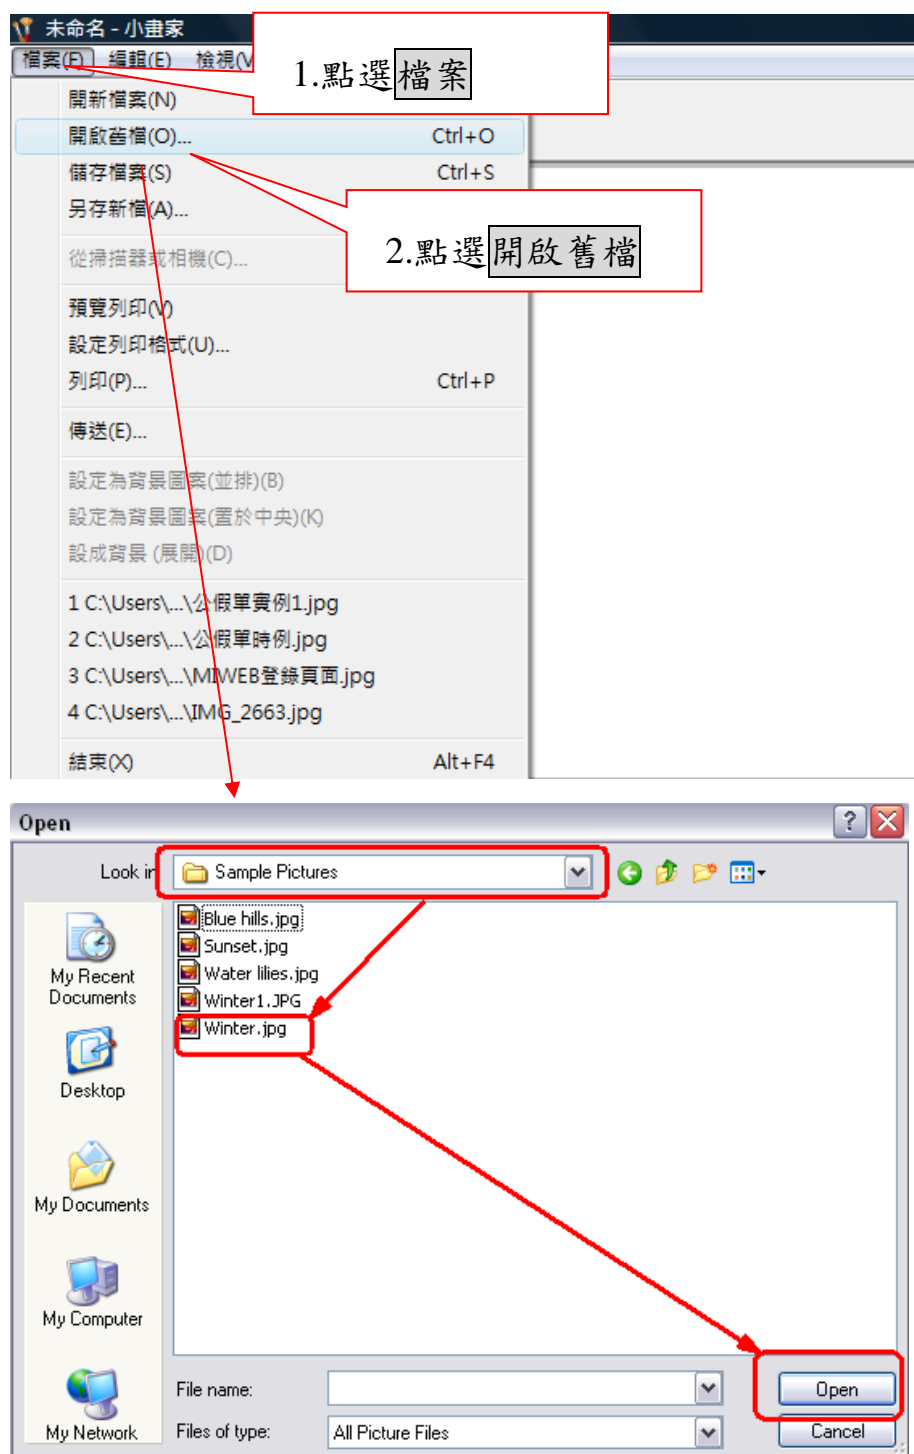 未命名 - 小畫家
檔案(F) 編輯(E) 檢視(V
1.點選檔案
開新檔案(N)
開啟舊檔(O)... Ctrl+O
儲存檔案(S) Ctrl+S
另存新檔(A)...
2.點選開啟舊檔
從掃描器或相機(C)...
預覽列印(V)
設定列印格式(U)...
列印(P)... Ctrl+P
傳送(E)...
設定為背景圖案(並排)(B)
設定為背景圖案(置於中央)(K)
設成背景 (展開)(D)
1 C:\Users\...\公假單實例1.jpg
2 C:\Users\...\公假單時例.jpg
3 C:\Users\...\MIWEB登錄頁面.jpg
4 C:\Users\...\IMG_2663.jpg
結束(X) Alt+F4
Open
Look in
Sample Pictures
Blue hills.jpg
Sunset.jpg
Water lilies.jpg
Winter1.JPG
Winter.jpg
My Recent
Documents
Desktop
My Documents
My Computer
My Network
File name:
Open
Files of type:
All Picture Files
Cancel